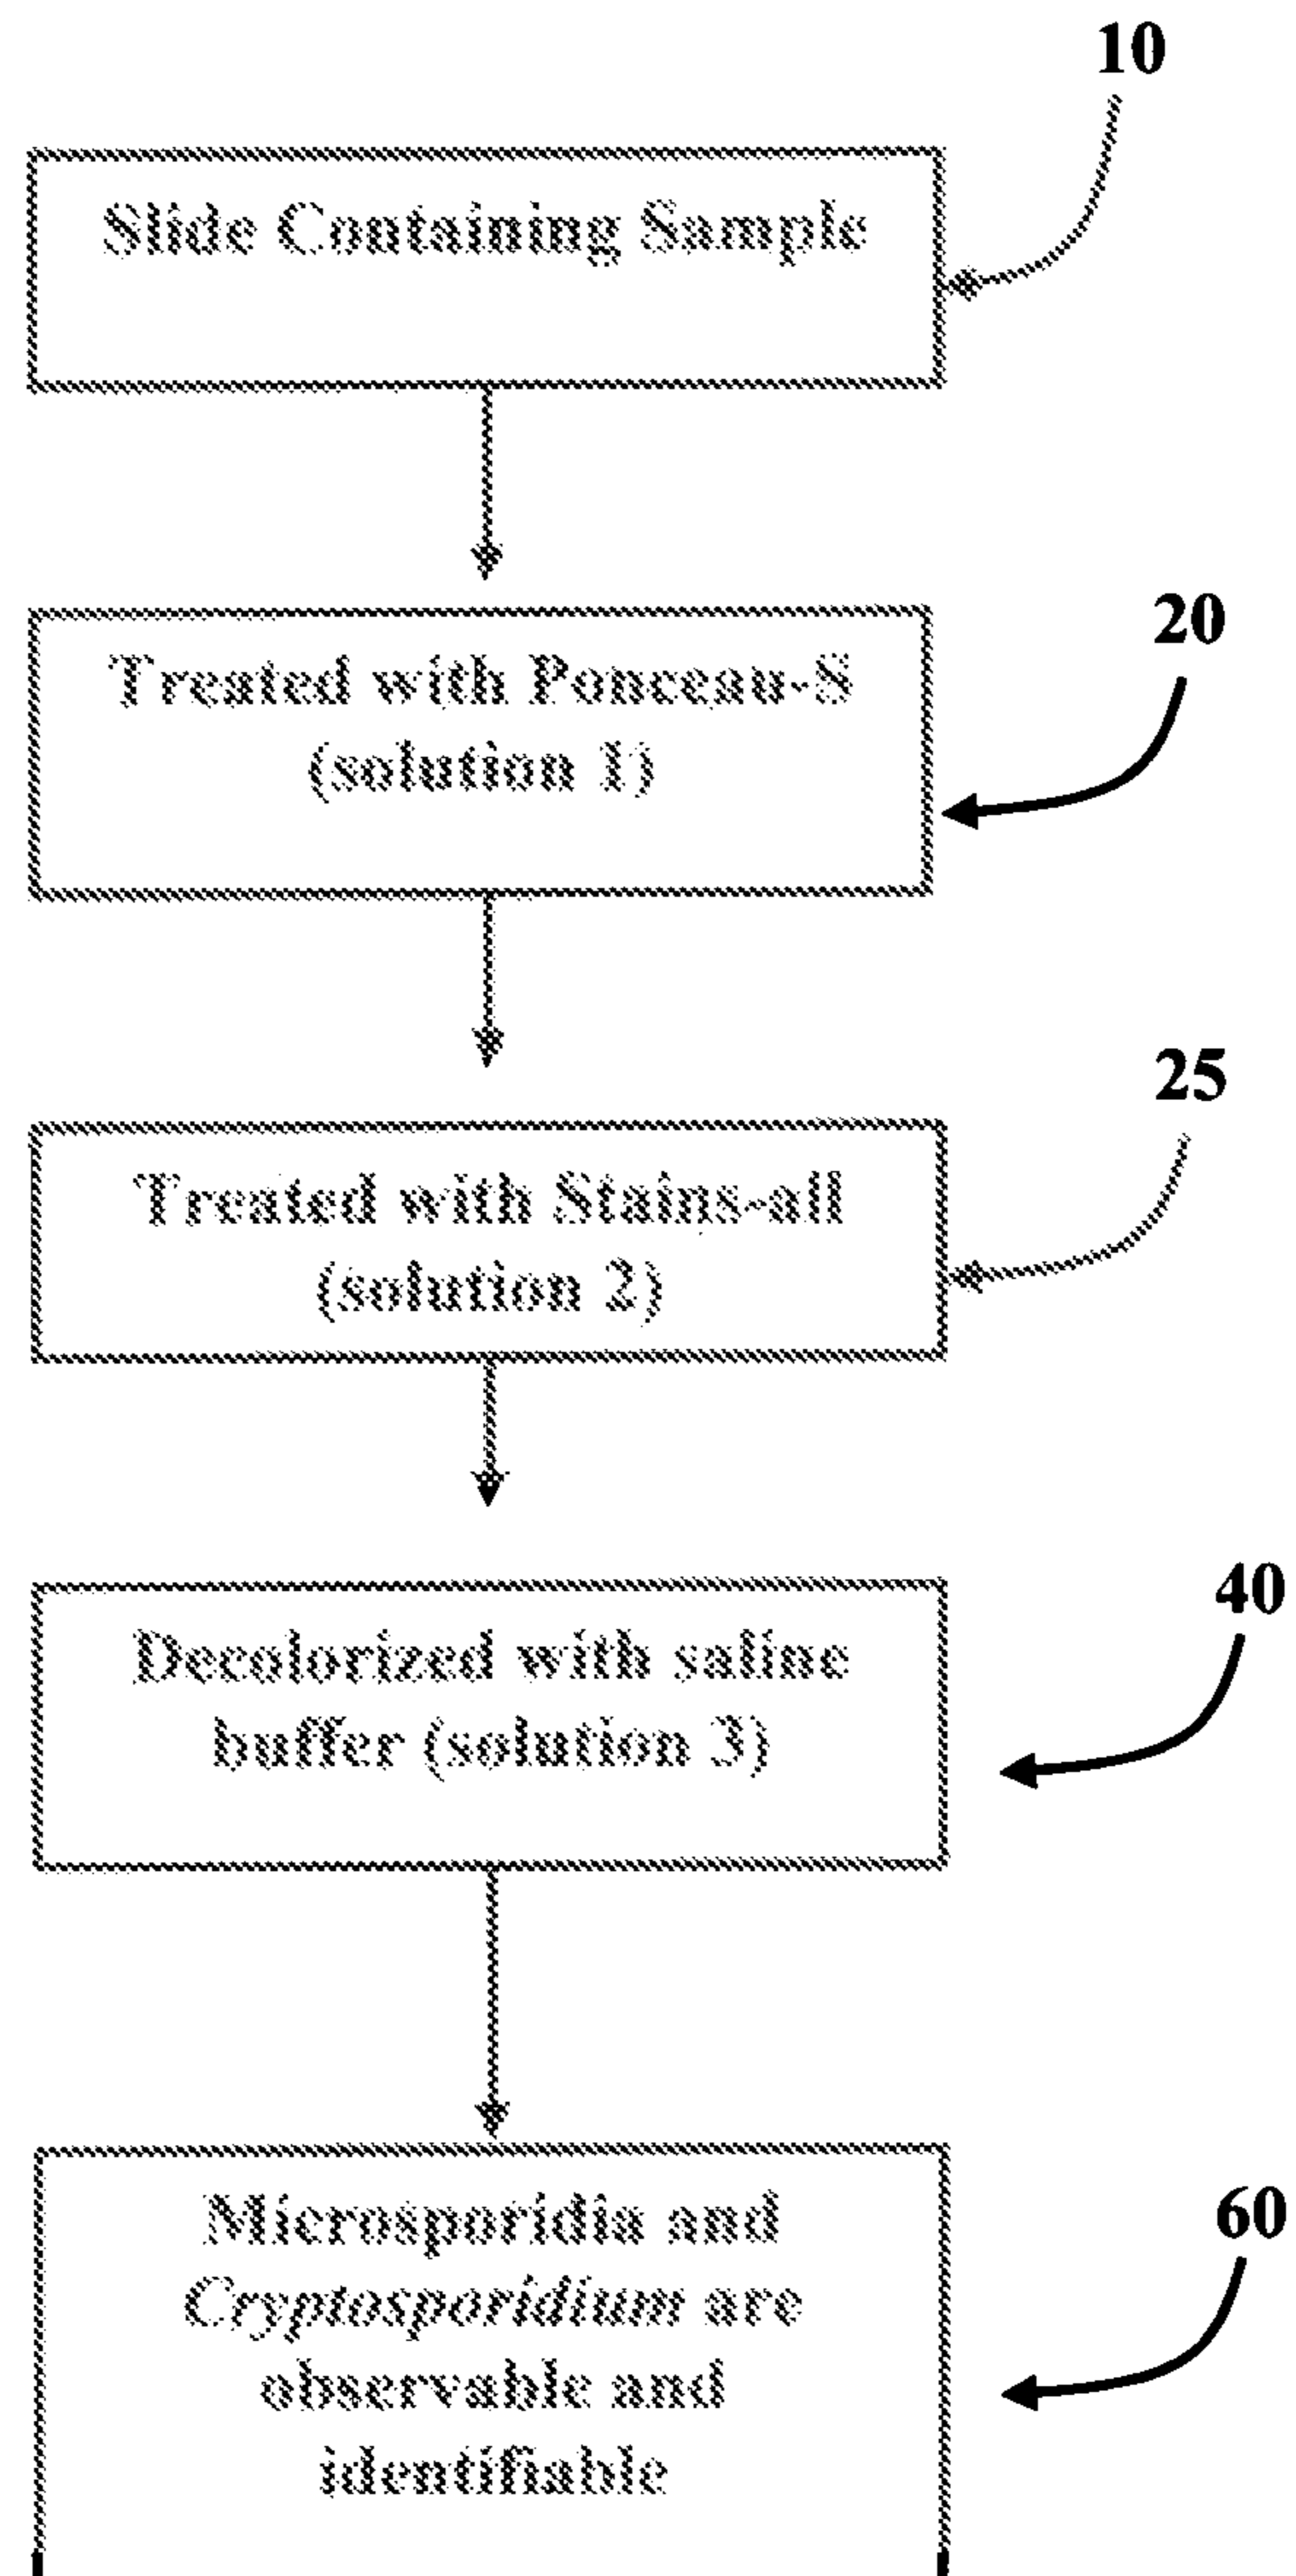 10
Slide Containing Sample
20
Treated with Ponceau-S
(solution 1)
25
Treated with Stains-all
(solution 2)
40
Decolorized with saline
buffer (solution 3)
60
Microsporidia and
Cryptosporidium are
observable and
identifiable